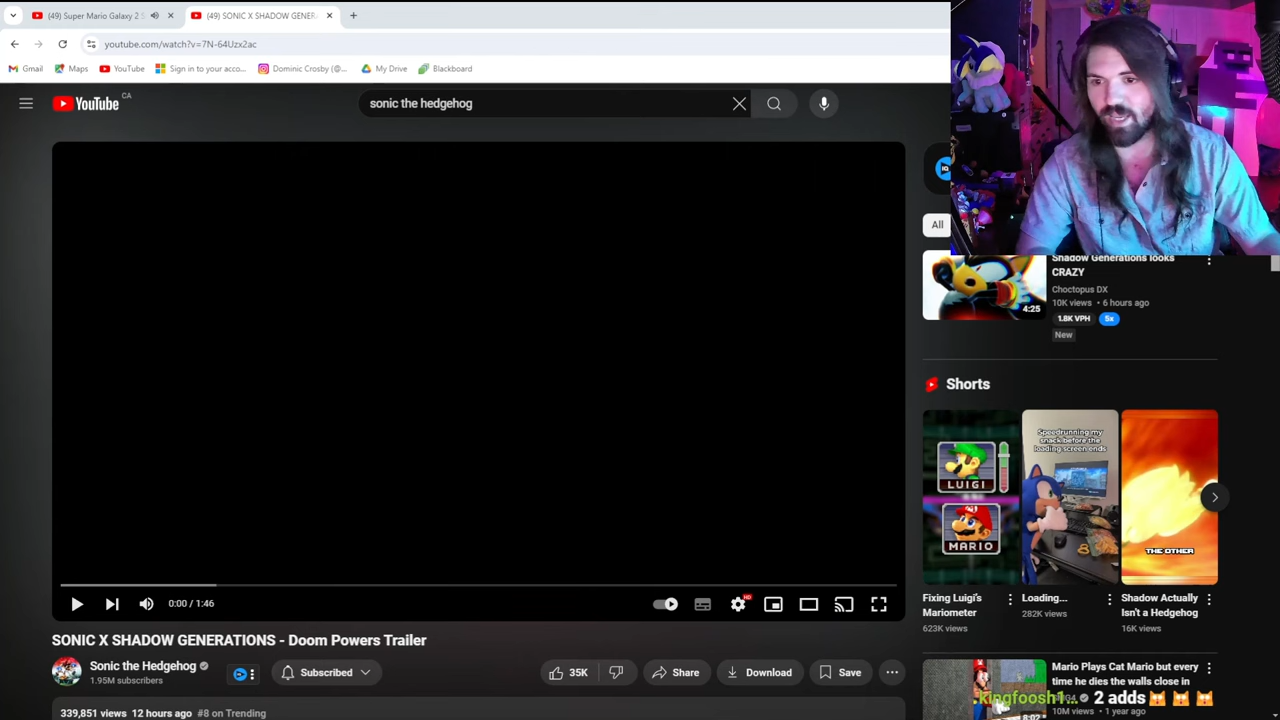 (49) Super Mario Galaxy 2 S
(49) SONIC X SHADOW GENER
youtube.com/watch?v=7N-64Uzx2ac
Gmail
Maps
YouTube
Sign in to your acco...
Dominic Crosby (@...
My Drive
Blackboard
YouTube CA
sonic the hedgehog
All
Shadow Generations looks
CRAZY
Choctopus DX
10K views • 6 hours ago
1.8K VPH 5x
New
4:25
Shorts
LUIGI
MARIO
Speedrunning my
snack before the
loading screen ends
THE OTHER
Fixing Luigi's
Mariometer
623K views
Loading...
282K views
Shadow Actually
Isn't a Hedgehog
16K views
0:00 / 1:46
HD
SONIC X SHADOW GENERATIONS - Doom Powers Trailer
Sonic the Hedgehog
1.95M subscribers
Subscribed
35K
Share
Download
Save
339,851 views 12 hours ago #8 on Trending
Mario Plays Cat Mario but every
time he dies the walls close in
10M views • 1 year ago
8:02
.kingfoosh1... 2 adds